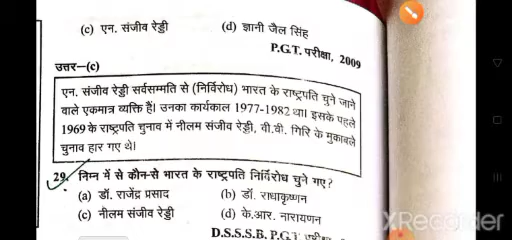 (c) एन. संजीव रेड्डी (d) ज्ञानी जैल सिंह
P.G.T. परीक्षा, 2009
उत्तर—(c)
एन. संजीव रेड्डी सर्वसम्मति से (निर्विरोध) भारत के राष्ट्रपति चुने जाने
वाले एकमात्र व्यक्ति हैं। उनका कार्यकाल 1977-1982 था। इसके पहले
1969 के राष्ट्रपति चुनाव में नीलम संजीव रेड्डी, वी.वी. गिरि के मुकाबले
चुनाव हार गए थे।
29. निम्न में से कौन-से भारत के राष्ट्रपति निर्विरोध चुने गए?
(a) डॉ. राजेंद्र प्रसाद (b) डॉ. राधाकृष्णन
(c) नीलम संजीव रेड्डी (d) के.आर. नारायणन
D.S.S.S.B. P.G.T
XRecorder